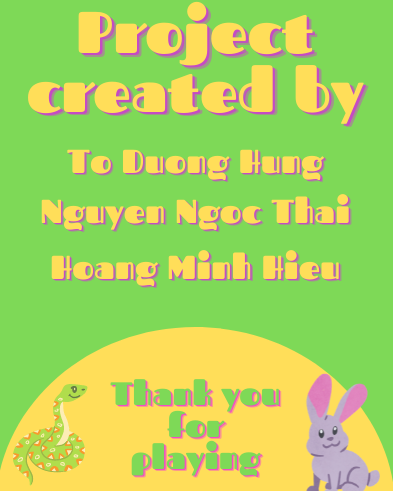 Project
created by
To Duong Hung
Nguyen Ngoc Thai
Hoang Minh Hieu
Thank you
for
playing